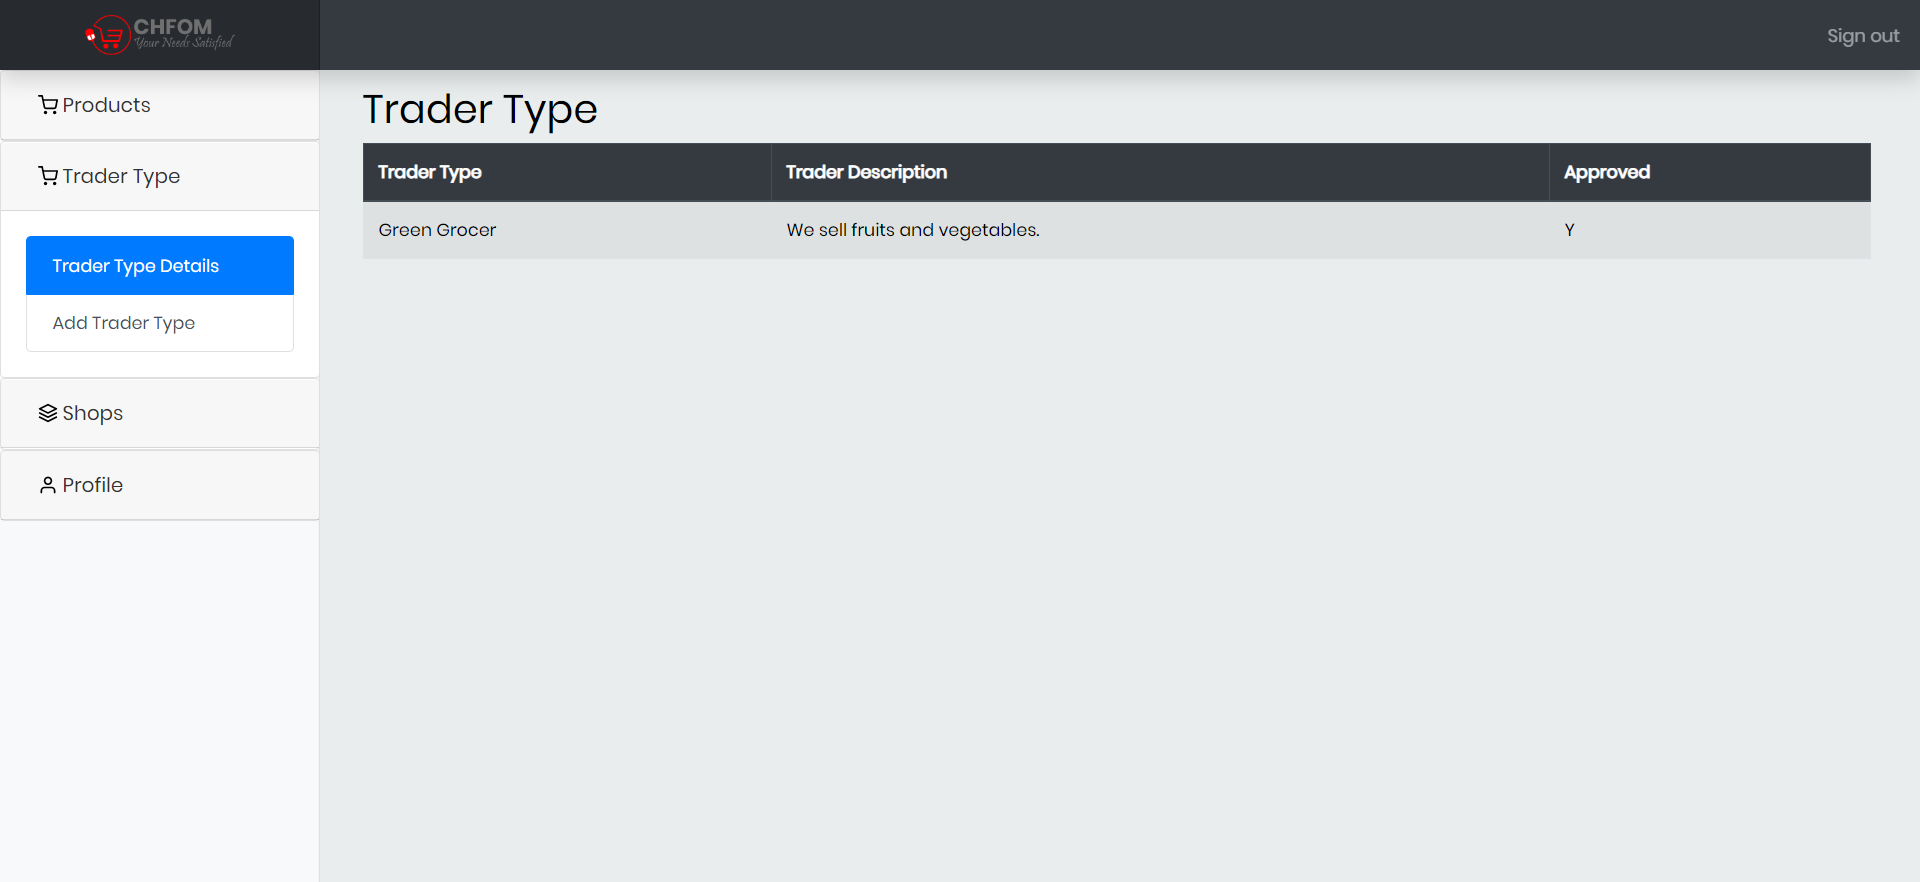 CHFOM
Your Needs Satisfied
Sign out
Products
Trader Type
Trader Type Details
Add Trader Type
Shops
Profile
Trader Type
Trader Type Trader Description Approved
Green Grocer We sell fruits and vegetables. Y